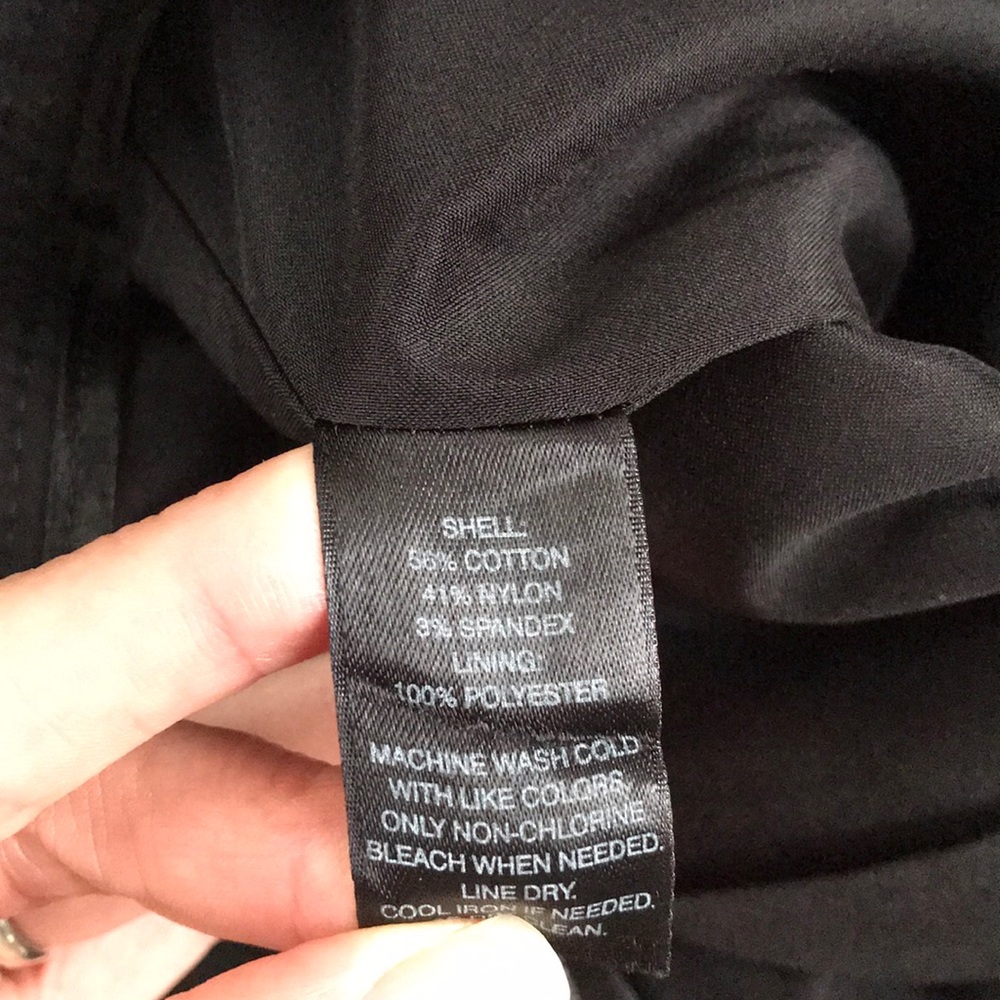 SHELL:
56% COTTON
41% NYLON
3% SPANDEX
LINING:
100% POLYESTER
MACHINE WASH COLD
WITH LIKE COLORS.
ONLY NON-CHLORINE
BLEACH WHEN NEEDED.
LINE DRY.
COOL IRON IF NEEDED.
CLEAN.